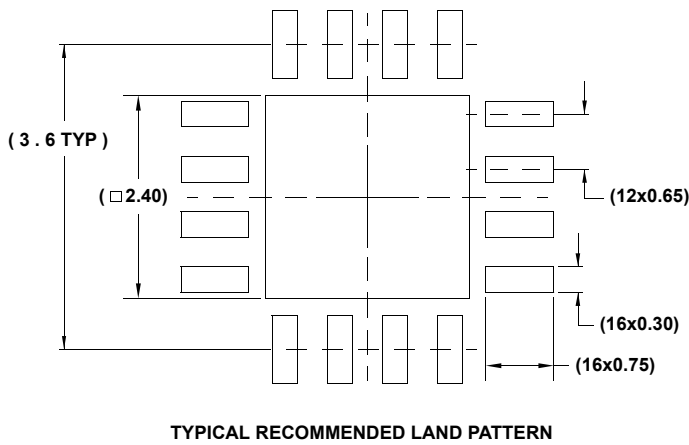 ( 3 . 6 TYP )
( □ 2.40)
(12x0.65)
(16x0.30)
(16x0.75)
TYPICAL RECOMMENDED LAND PATTERN